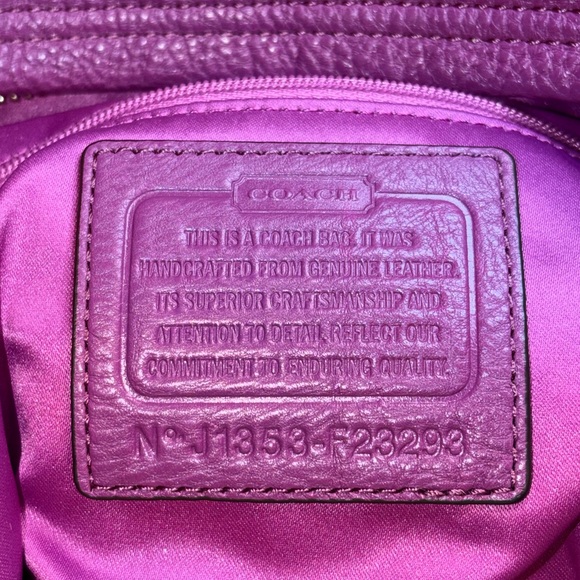 COACH
THIS IS A COACH BAG. IT WAS
HANDCRAFTED FROM GENUINE LEATHER.
ITS SUPERIOR CRAFTSMANSHIP AND
ATTENTION TO DETAIL REFLECT OUR
COMMITMENT TO ENDURING QUALITY.
Nº J1353-F23293